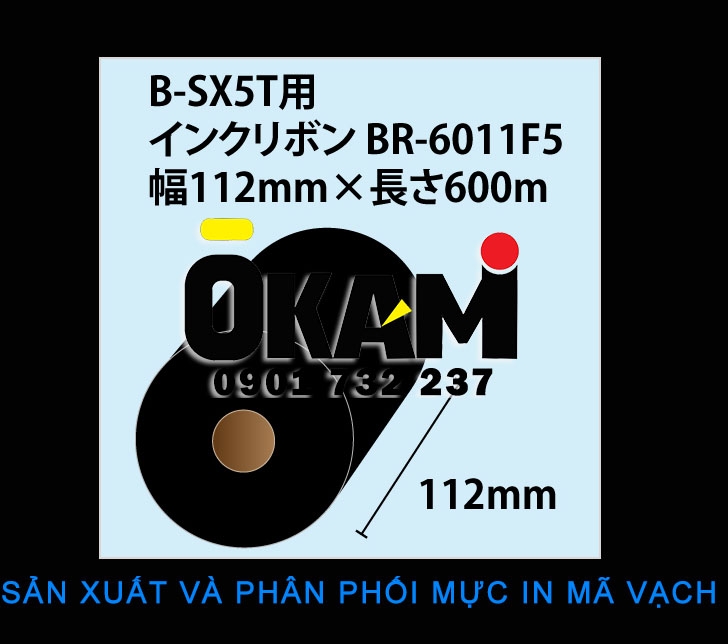 B-SX5T用
インクリボン BR-6011F5
幅112mm×長さ600m
ŌKAMI
0901 732 237
112mm
SẢN XUẤT VÀ PHÂN PHỐI MỰC IN MÃ VẠCH